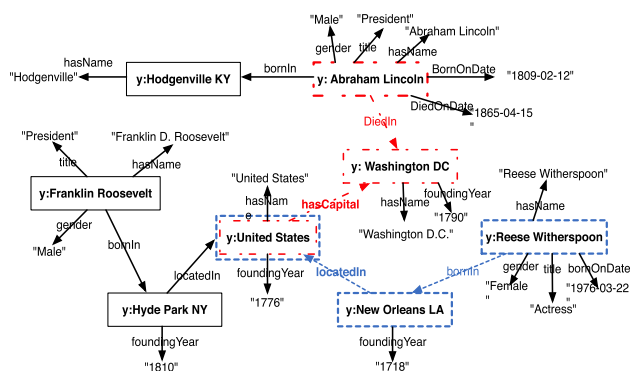 "Male"
"President"
"Abraham Lincoln"
gender
title
hasName
hasName
bornIn
BornOnDate
"Hodgenville"
y:Hodgenville KY
y: Abraham Lincoln
"1809-02-12"
DiedOnDate
"1865-04-15
"
DiedIn
"President"
"Franklin D. Roosevelt"
title
hasName
y: Washington DC
"Reese Witherspoon"
"United States"
y:Franklin Roosevelt
hasNam
e
hasCapital
hasName
foundingYear
hasName
gender
"1790"
"Male"
bornIn
y:United States
"Washington D.C."
y:Reese Witherspoon
locatedIn
foundingYear
locatedIn
bornIn
gender
title
bornOnDate
"Female
"
"1976-03-22
"
y:Hyde Park NY
"1776"
y:New Orleans LA
"Actress"
foundingYear
foundingYear
"1810"
"1718"